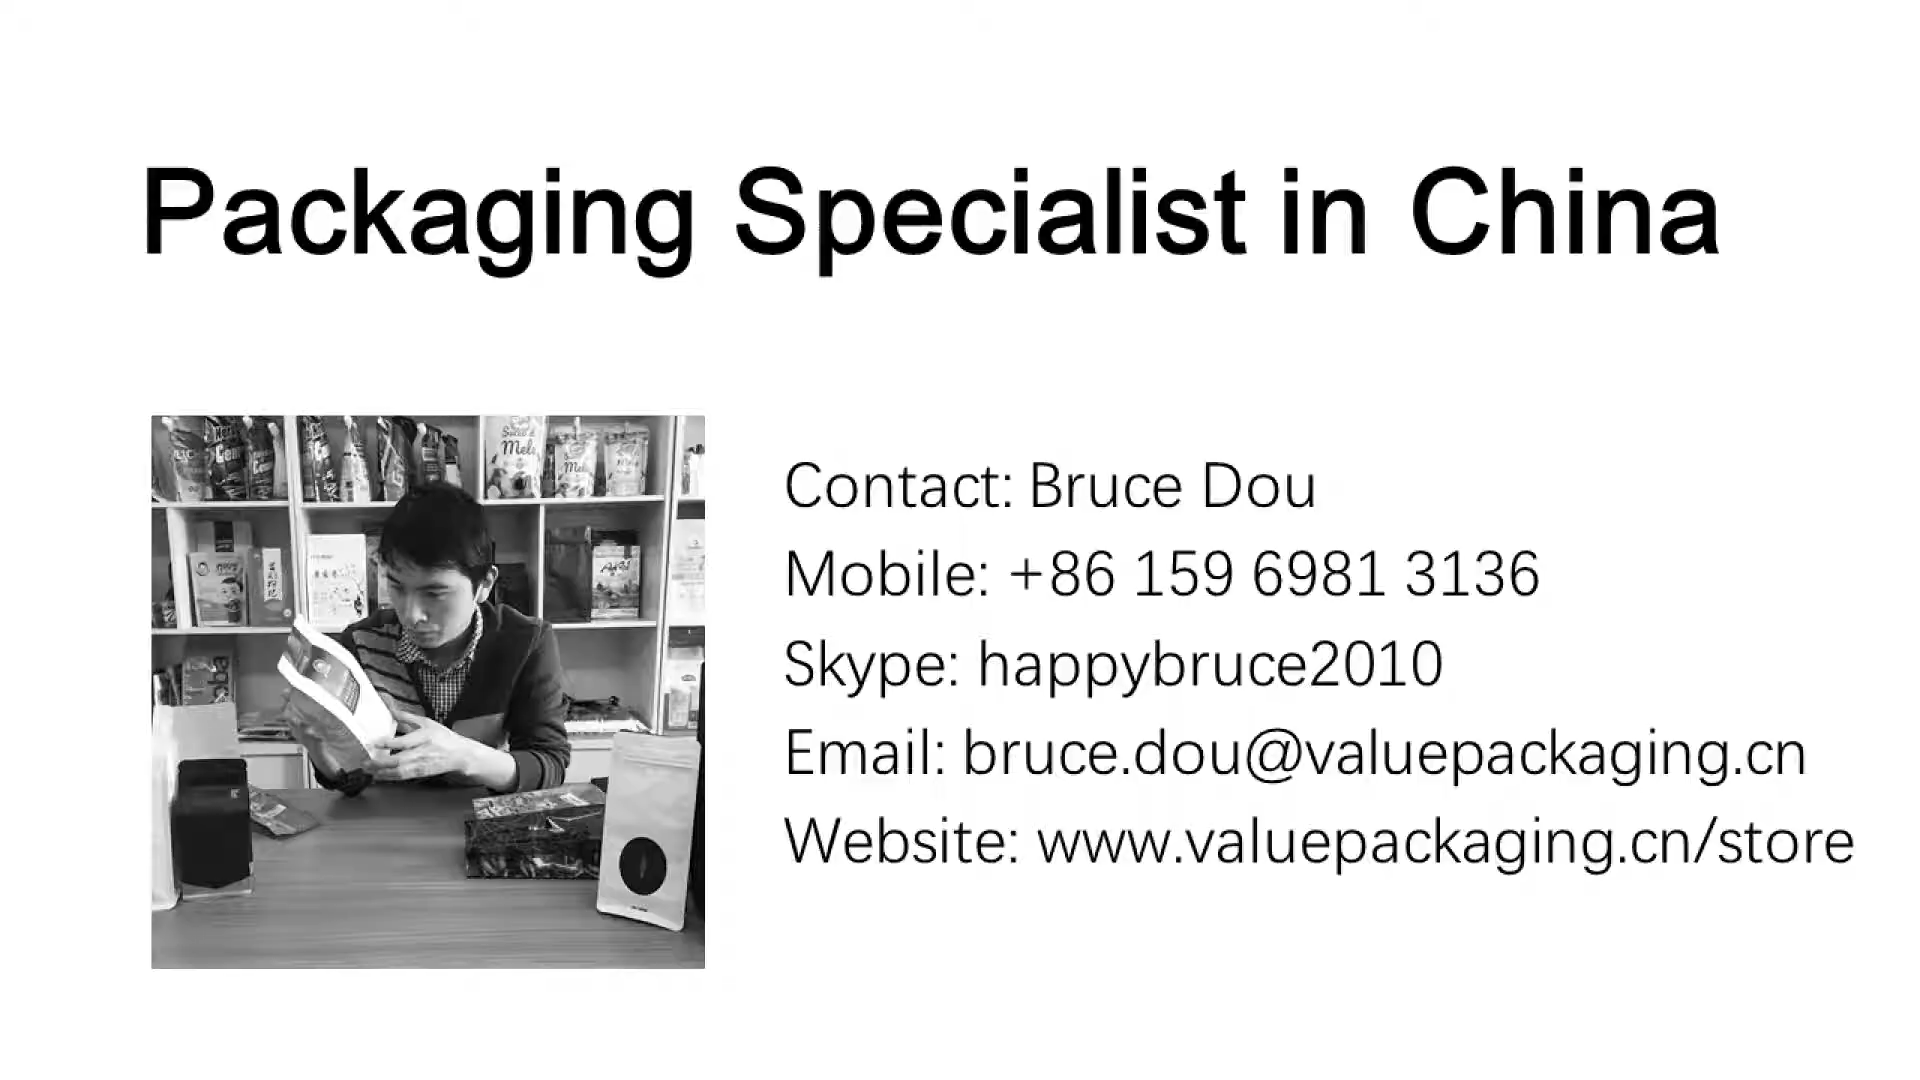 Packaging Specialist in China
Contact: Bruce Dou
Mobile: +86 159 6981 3136
Skype: happybruce2010
Email: bruce.dou@valuepackaging.cn
Website: www.valuepackaging.cn/store